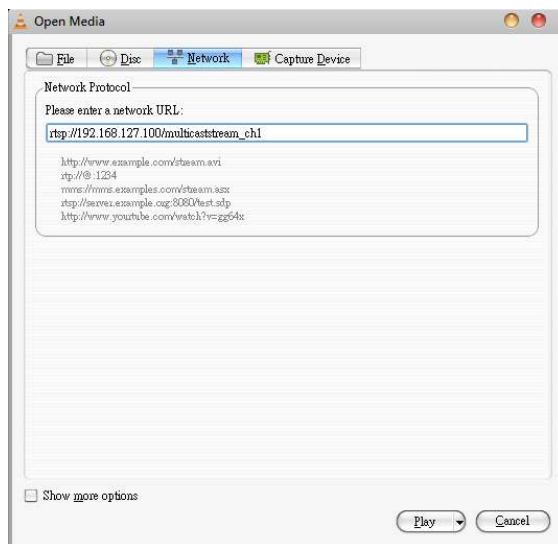 Open Media
File Disc Network Capture Device
Network Protocol
Please enter a network URL:
rtsp://192.168.127.100/multicaststream_ch1
http://www.example.com/stream.avi
rtp://@:1234
mms://mms.examples.com/stream.asx
rtsp://server.example.org:8080/test.sdp
http://www.yourtube.com/watch?v=gg64x
Show more options
Play Cancel